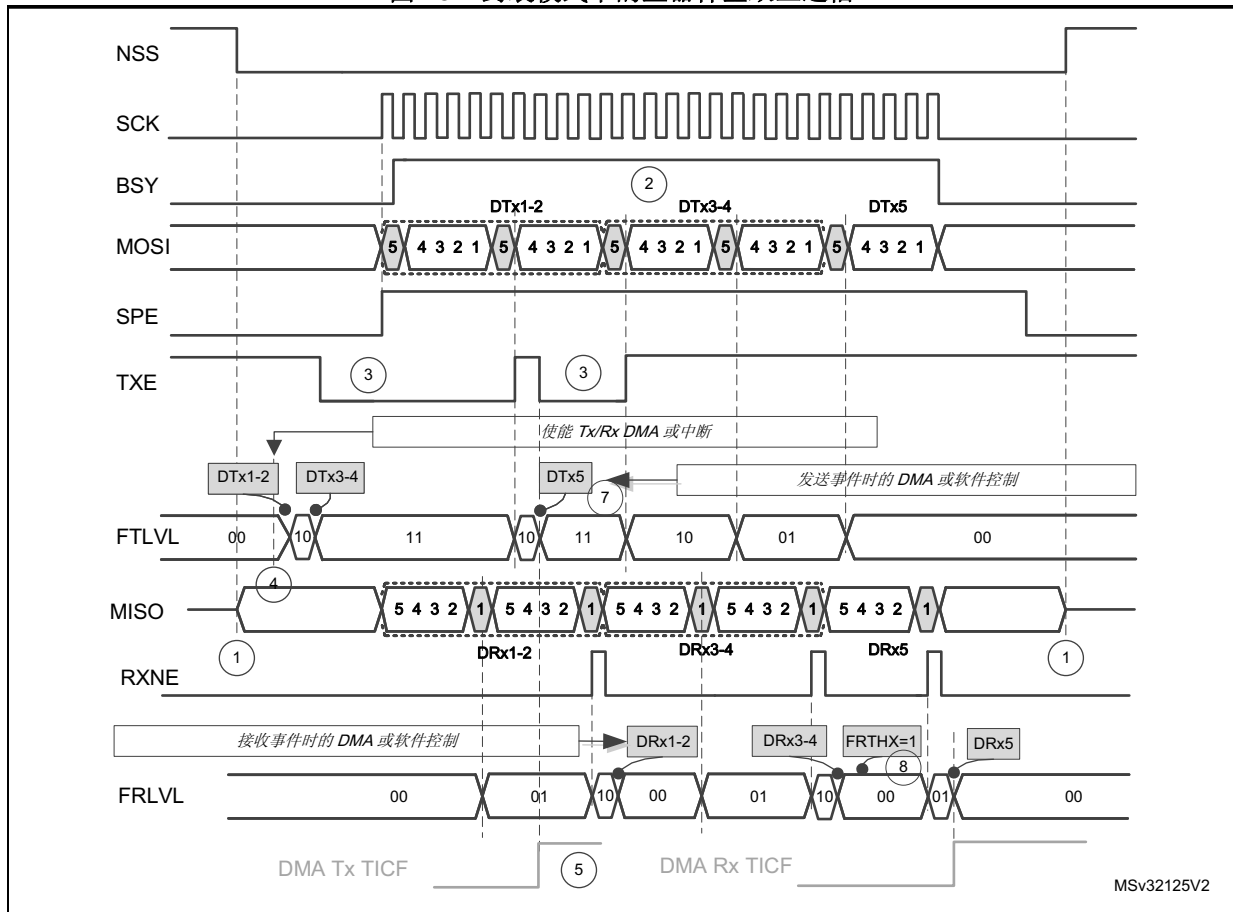 NSS
SCK
BSY
2
DTx1-2 DTx3-4 DTx5
MOSI 5 4 3 2 1 5 4 3 2 1 5 4 3 2 1 5 4 3 2 1 5 4 3 2 1
SPE
TXE 3 3
使能 Tx/Rx DMA 或中断
DTx1-2 DTx3-4 DTx5 发送事件时的 DMA 或软件控制
7
FTLVL 00 10 11 10 11 10 01 00
4
MISO 5 4 3 2 1 5 4 3 2 1 5 4 3 2 1 5 4 3 2 1 5 4 3 2 1
1 DRx1-2 DRx3-4 DRx5 1
RXNE
接收事件时的 DMA 或软件控制 DRx1-2 DRx3-4 FRTHX=1 DRx5
8
FRLVL 00 01 10 00 01 10 00 01 00
DMA Tx TICF 5 DMA Rx TICF
MSv32125V2